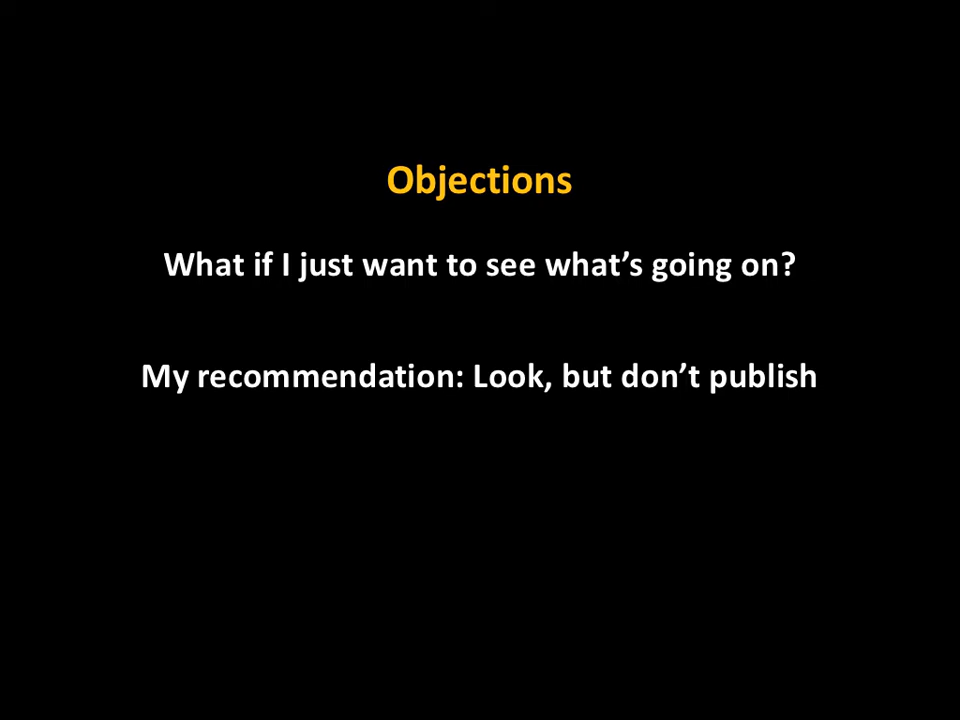 Objections
What if I just want to see what’s going on?
My recommendation: Look, but don’t publish